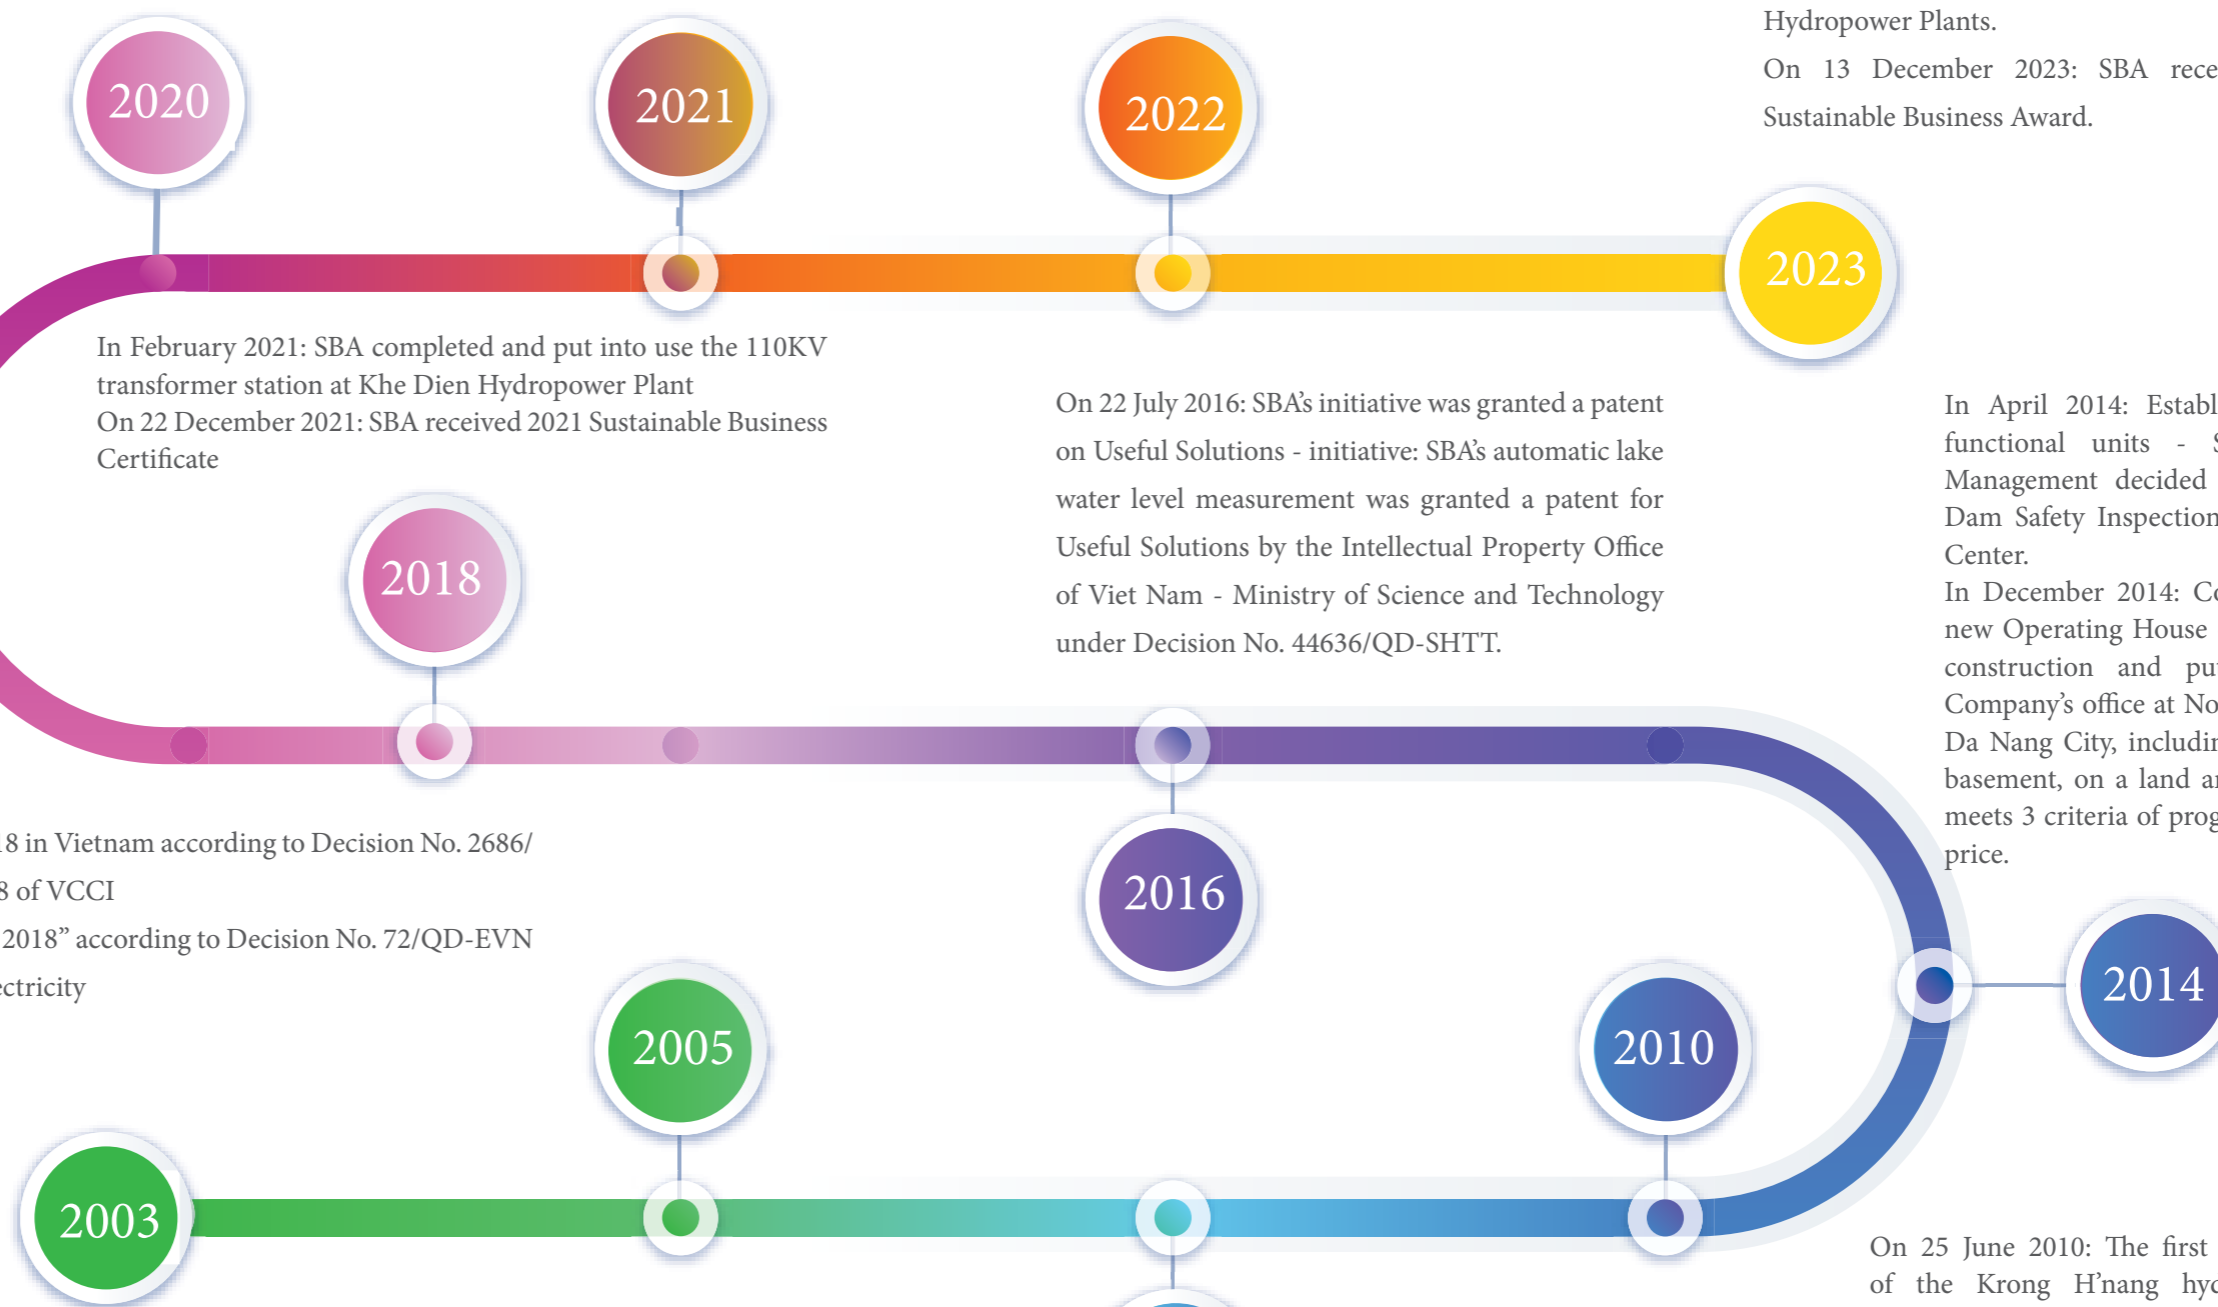 Hydropower Plants.
On 13 December 2023: SBA
Sustainable Business Award.
2020
2021
2022
2023
In February 2021: SBA completed and put into use the 110KV
transformer station at Khe Dien Hydropower Plant
On 22 December 2021: SBA received 2021 Sustainable Business
Certificate
On 22 July 2016: SBA's initiative was granted a patent
on Useful Solutions - initiative: SBA's automatic lake
water level measurement was granted a patent for
Useful Solutions by the Intellectual Property Office
of Viet Nam - Ministry of Science and Technology
under Decision No. 44636/QD-SHTT.
In April 2014:
functional units -
Management decided
Dam Safety Inspection
Center.
In December 2014:
new Operating House
construction and
Company's office at
Da Nang City,
basement, on a land
meets 3 criteria of
price.
2018
in Vietnam according to Decision No. 2686/
of VCCI
2018" according to Decision No. 72/QD-EVN
2016
2014
2005
2010
2003
On 25 June 2010: The first
of the Krong H'nang